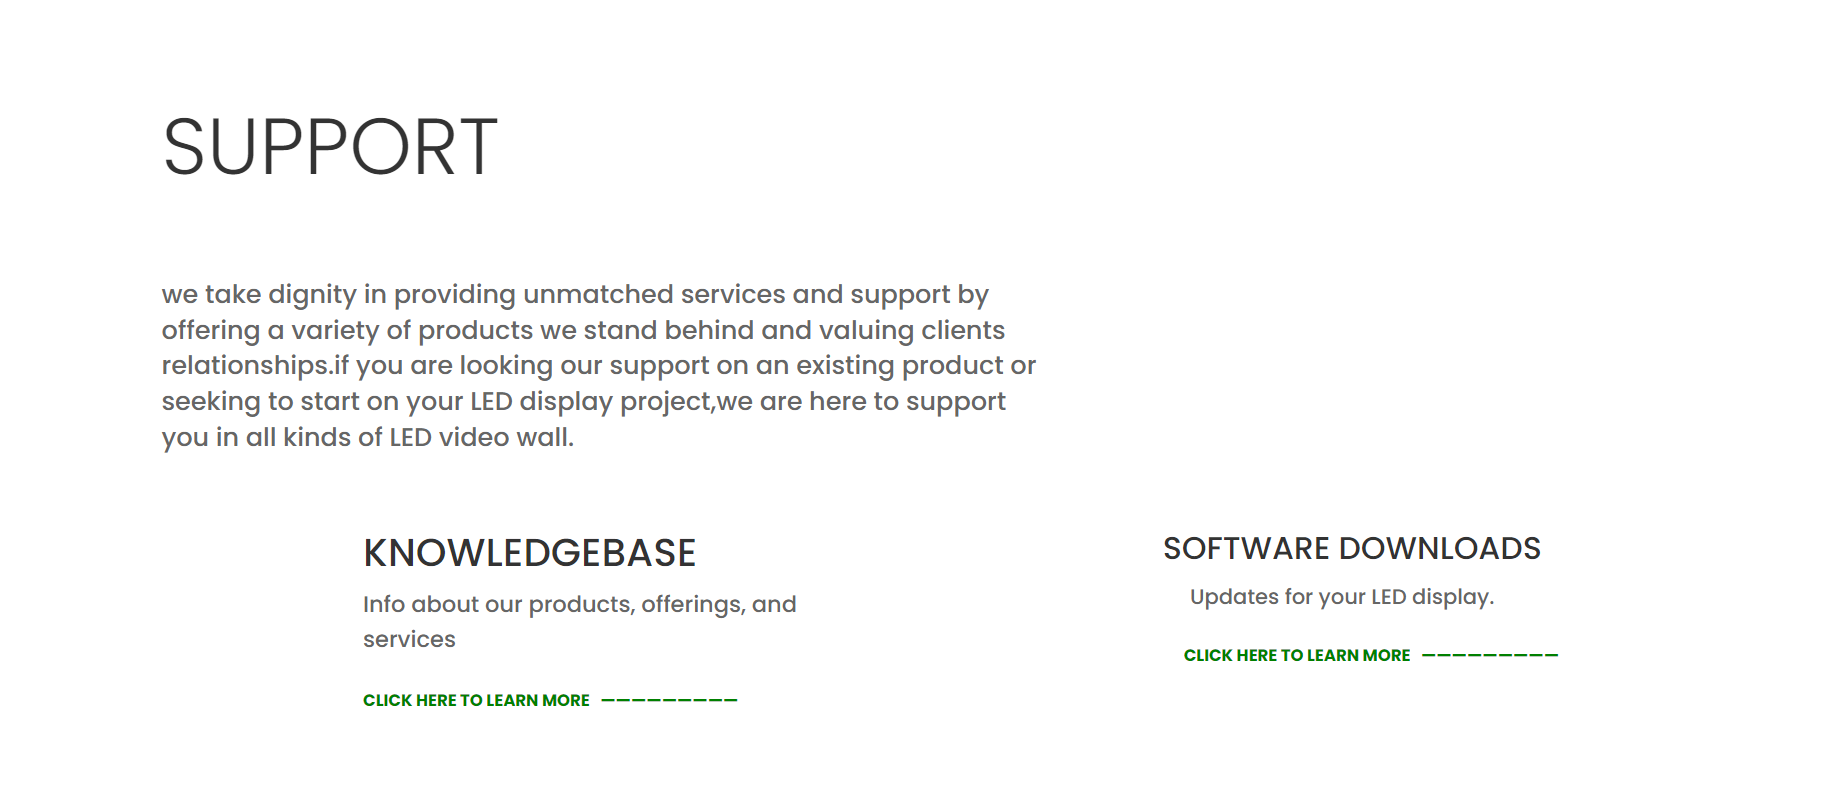 SUPPORT
we take dignity in providing unmatched services and support by
offering a variety of products we stand behind and valuing clients
relationships.if you are looking our support on an existing product or
seeking to start on your LED display project,we are here to support
you in all kinds of LED video wall.
KNOWLEDGEBASE
Info about our products, offerings, and
services
CLICK HERE TO LEARN MORE —————————
SOFTWARE DOWNLOADS
Updates for your LED display.
CLICK HERE TO LEARN MORE —————————